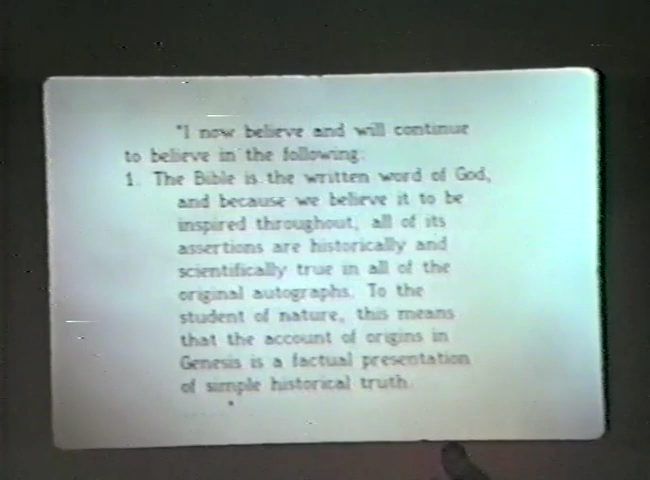 "I now believe and will continue
to believe in the following:
1. The Bible is the written word of God,
and because we believe it to be
inspired throughout, all of its
assertions are historically and
scientifically true in all of the
original autographs. To the
student of nature, this means
that the account of origins in
Genesis is a factual presentation
of simple historical truth.